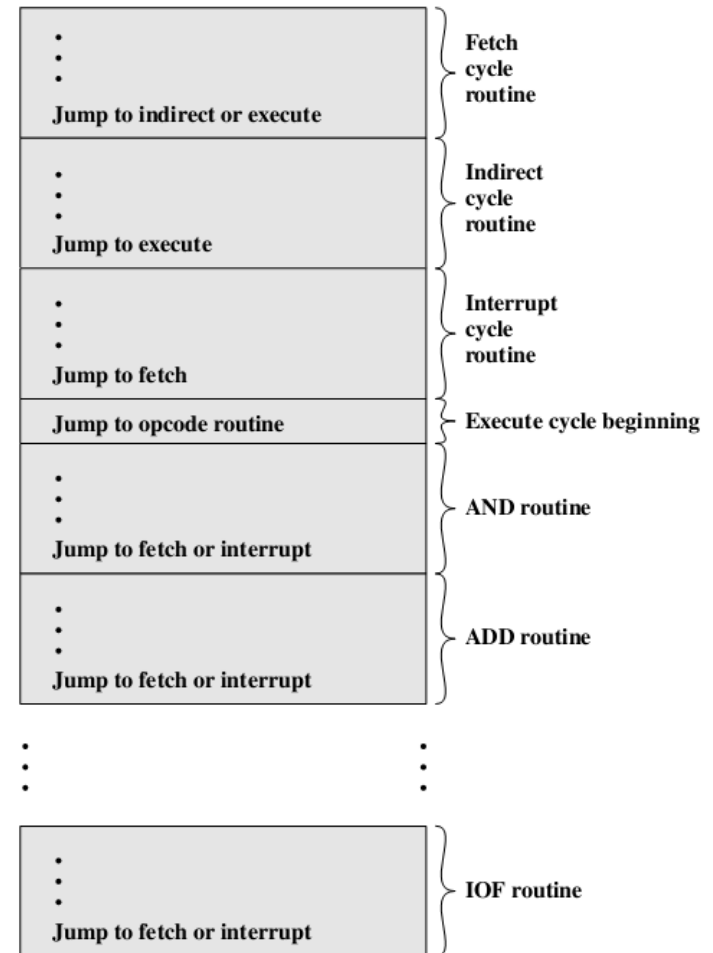 Fetch
cycle
routine
Jump to indirect or execute
Indirect
cycle
routine
Jump to execute
Interrupt
cycle
routine
Jump to fetch
Jump to opcode routine
Execute cycle beginning
AND routine
Jump to fetch or interrupt
ADD routine
Jump to fetch or interrupt
IOF routine
Jump to fetch or interrupt